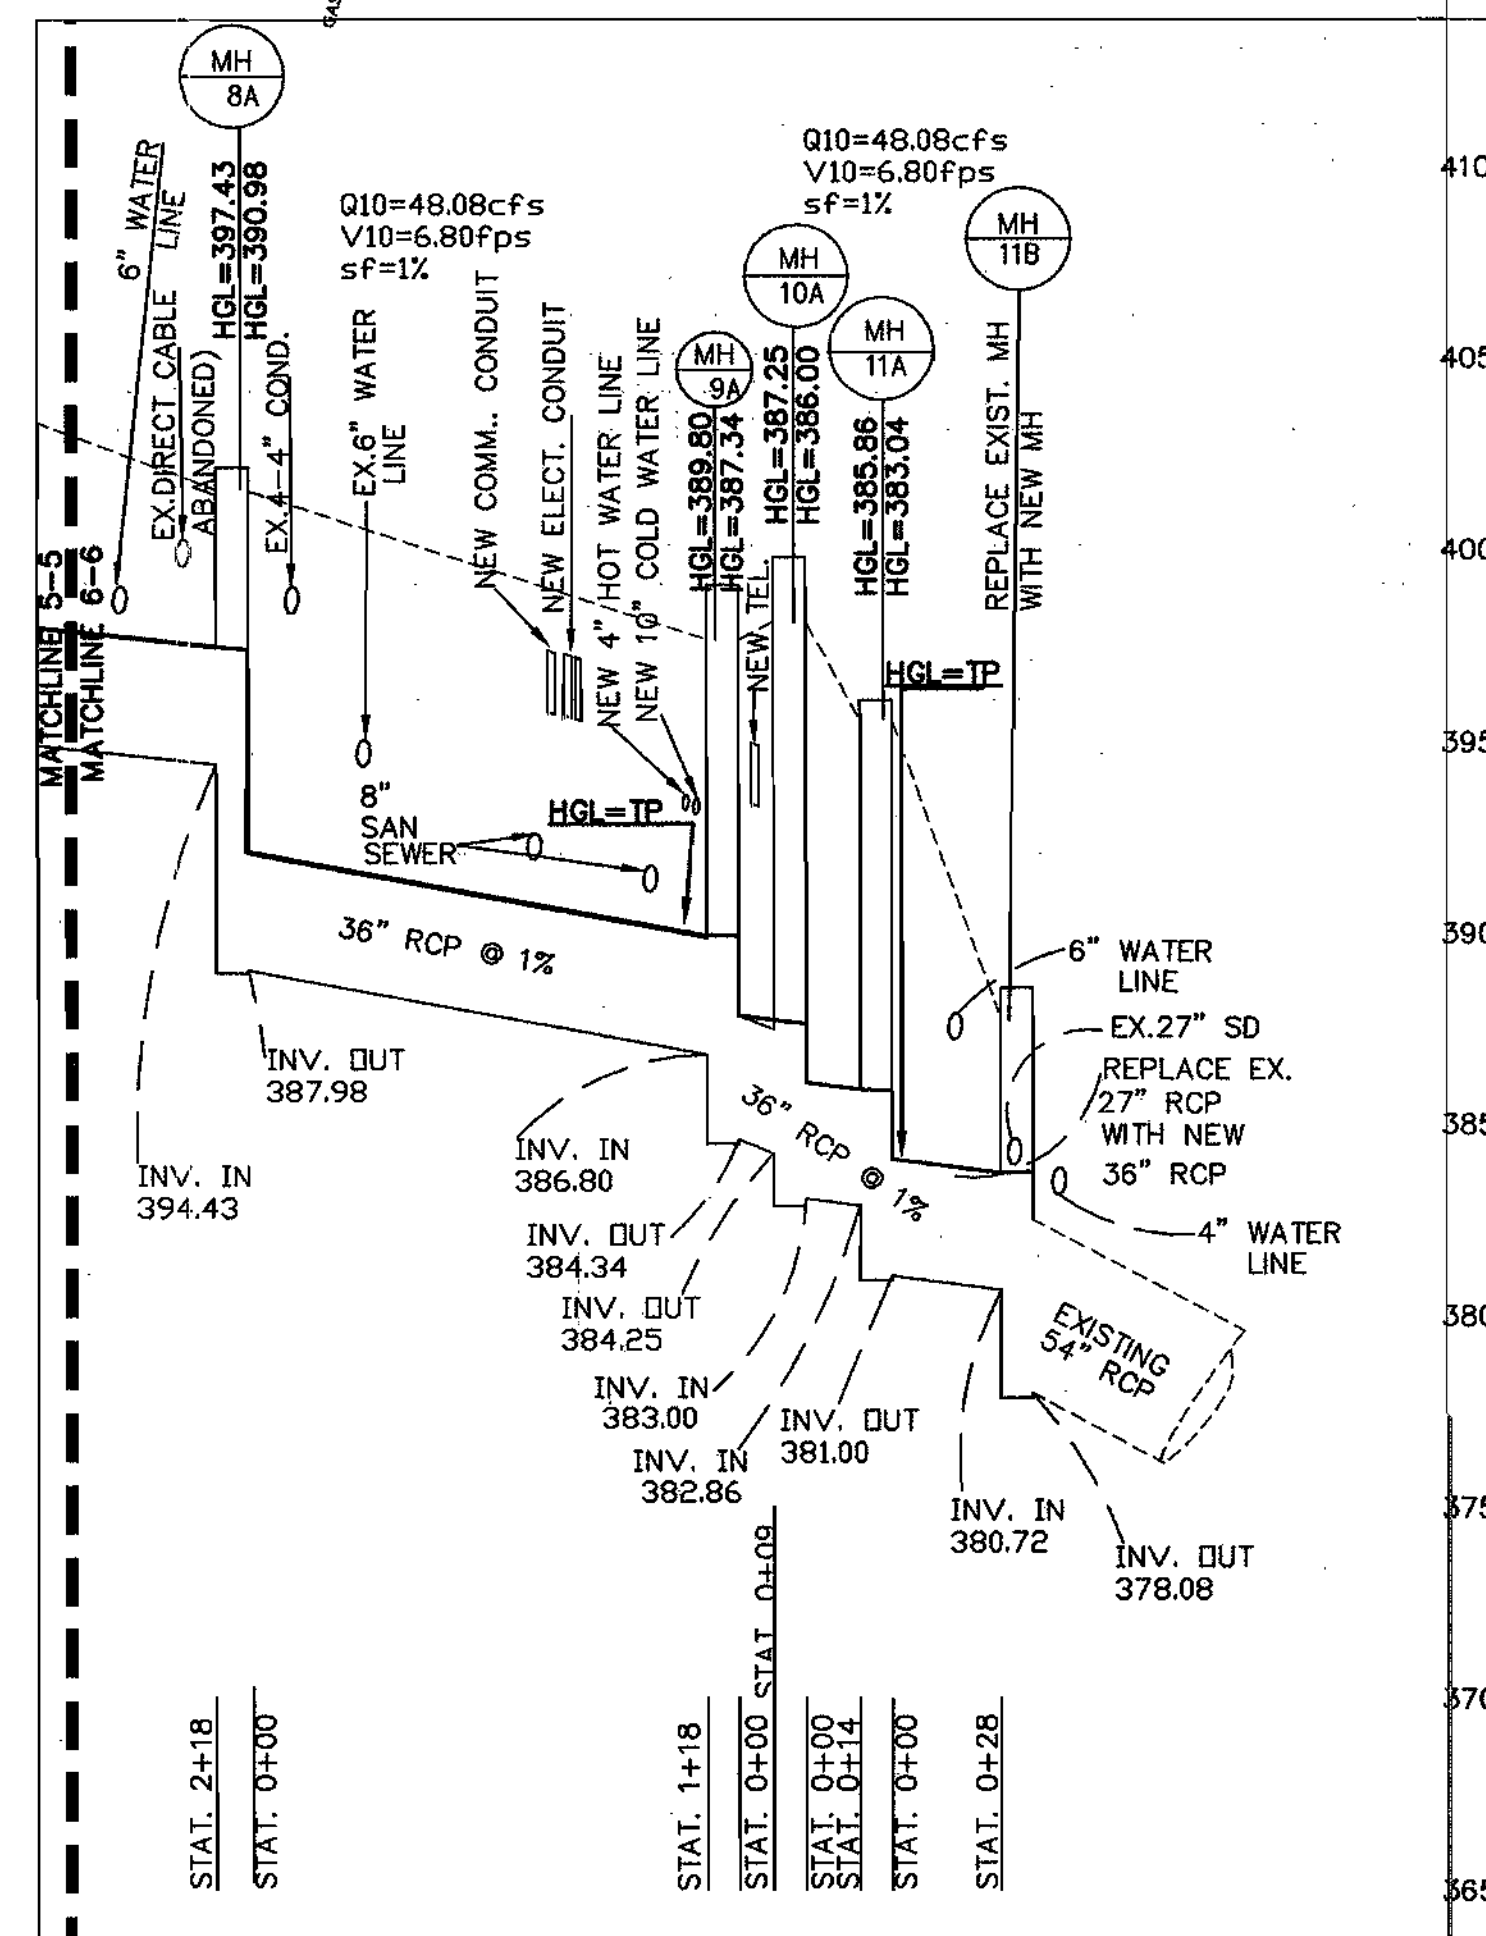 GAS
MH
8A
HGL=397.43
HGL=390.98
6" WATER
LINE
EX.DIRECT CABLE
ABANDONED)
EX.4-4" COND.
Q10=48.08cfs
V10=6.80fps
sf=1%
EX.6" WATER
LINE
NEW COMM.. CONDUIT
NEW ELECT. CONDUIT
NEW 4" HOT WATER LINE
NEW 10" COLD WATER LINE
MH
9A
HGL=389.80
HGL=387.34
NEW TEL.
Q10=48.08cfs
V10=6.80fps
sf=1%
MH
10A
HGL=387.25
HGL=386.00
MH
11A
HGL=385.86
HGL=383.04
MH
11B
REPLACE EXIST. MH
WITH NEW MH
HGL=TP
410
405
400
395
390
385
380
375
370
365
MATCHLINE 5-5
MATCHLINE 6-6
8"
SAN
SEWER
HGL=TP
36" RCP @ 1%
6" WATER
LINE
EX.27" SD
REPLACE EX.
27" RCP
WITH NEW
36" RCP
4" WATER
LINE
36" RCP @ 1%
EXISTING
54" RCP
INV. IN
394.43
INV. OUT
387.98
INV. IN
386.80
INV. OUT
384.34
INV. OUT
384.25
INV. IN
383.00
INV. IN
382.86
INV. OUT
381.00
INV. IN
380.72
INV. OUT
378.08
STAT. 2+18
STAT. 0+00
STAT. 1+18
STAT. 0+00
STAT 0+09
STAT. 0+00
STAT. 0+14
STAT. 0+00
STAT. 0+28